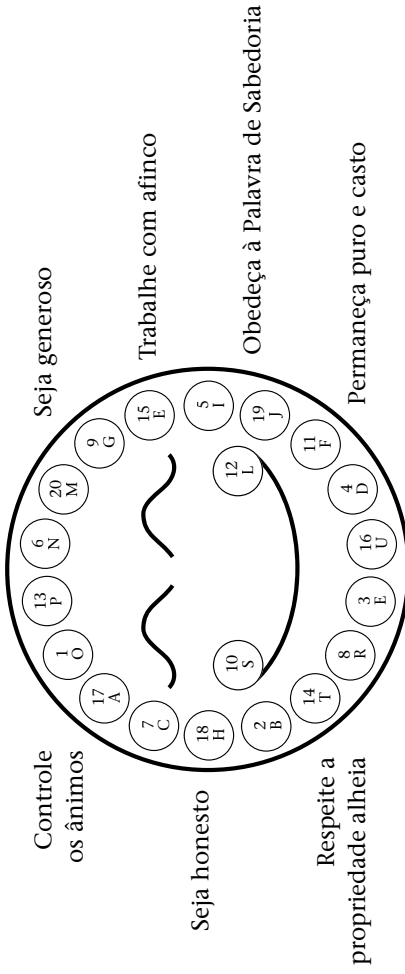 Controle
os ânimos
Seja honesto
Respeite a
propriedade alheia
Seja generoso
Trabalhe com afinco
Obedeça à Palavra de Sabedoria
Permaneça puro e casto
13
P
6
N
20
M
9
G
15
E
5
I
19
J
11
F
4
D
16
U
3
E
8
R
14
T
2
B
18
H
7
C
17
A
1
O
10
S
12
L